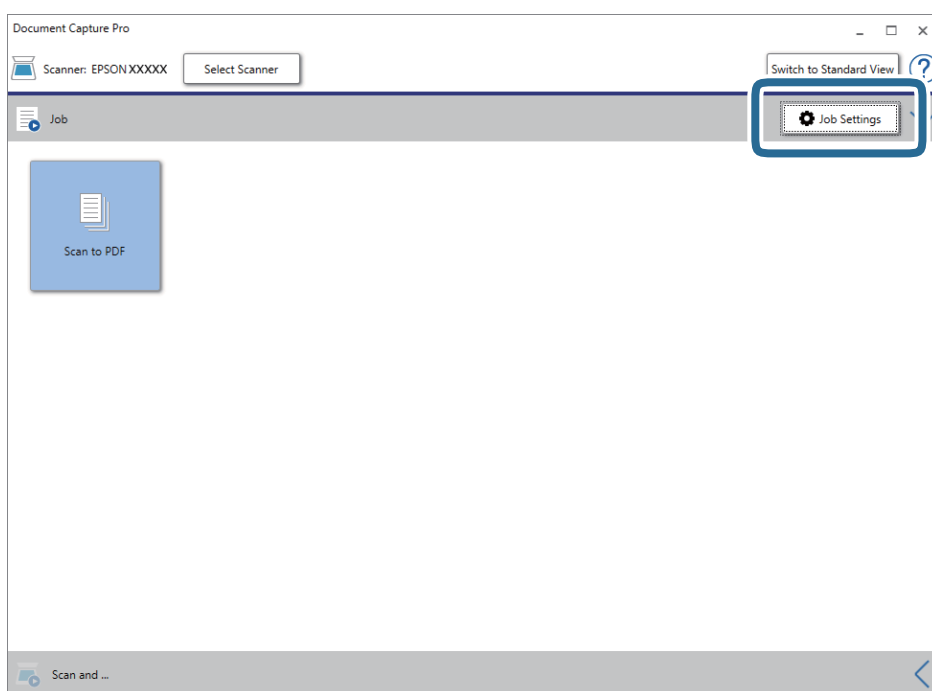 Document Capture Pro
Scanner: EPSON XXXXX Select Scanner Switch to Standard View ?
Job Job Settings
Scan to PDF
Scan and ...